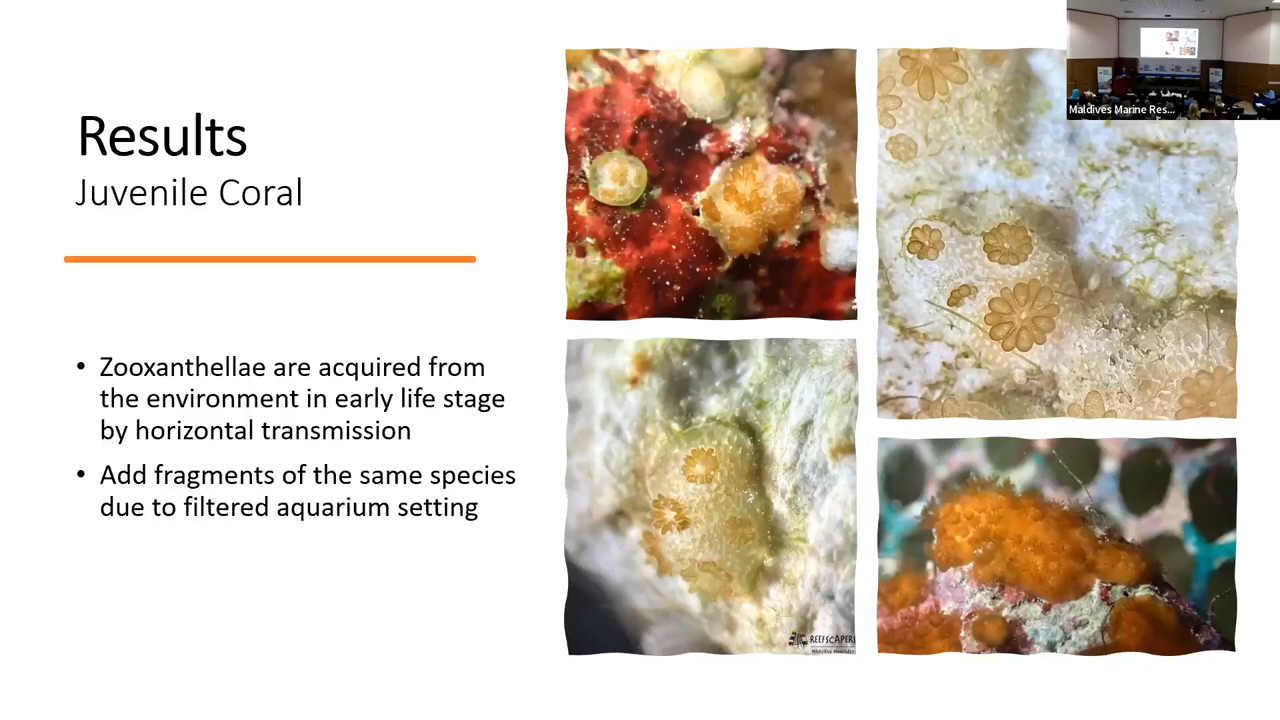 Results
Juvenile Coral
• Zooxanthellae are acquired from
the environment in early life stage
by horizontal transmission
• Add fragments of the same species
due to filtered aquarium setting
Maldives Marine Res...
REEFSCAPERS